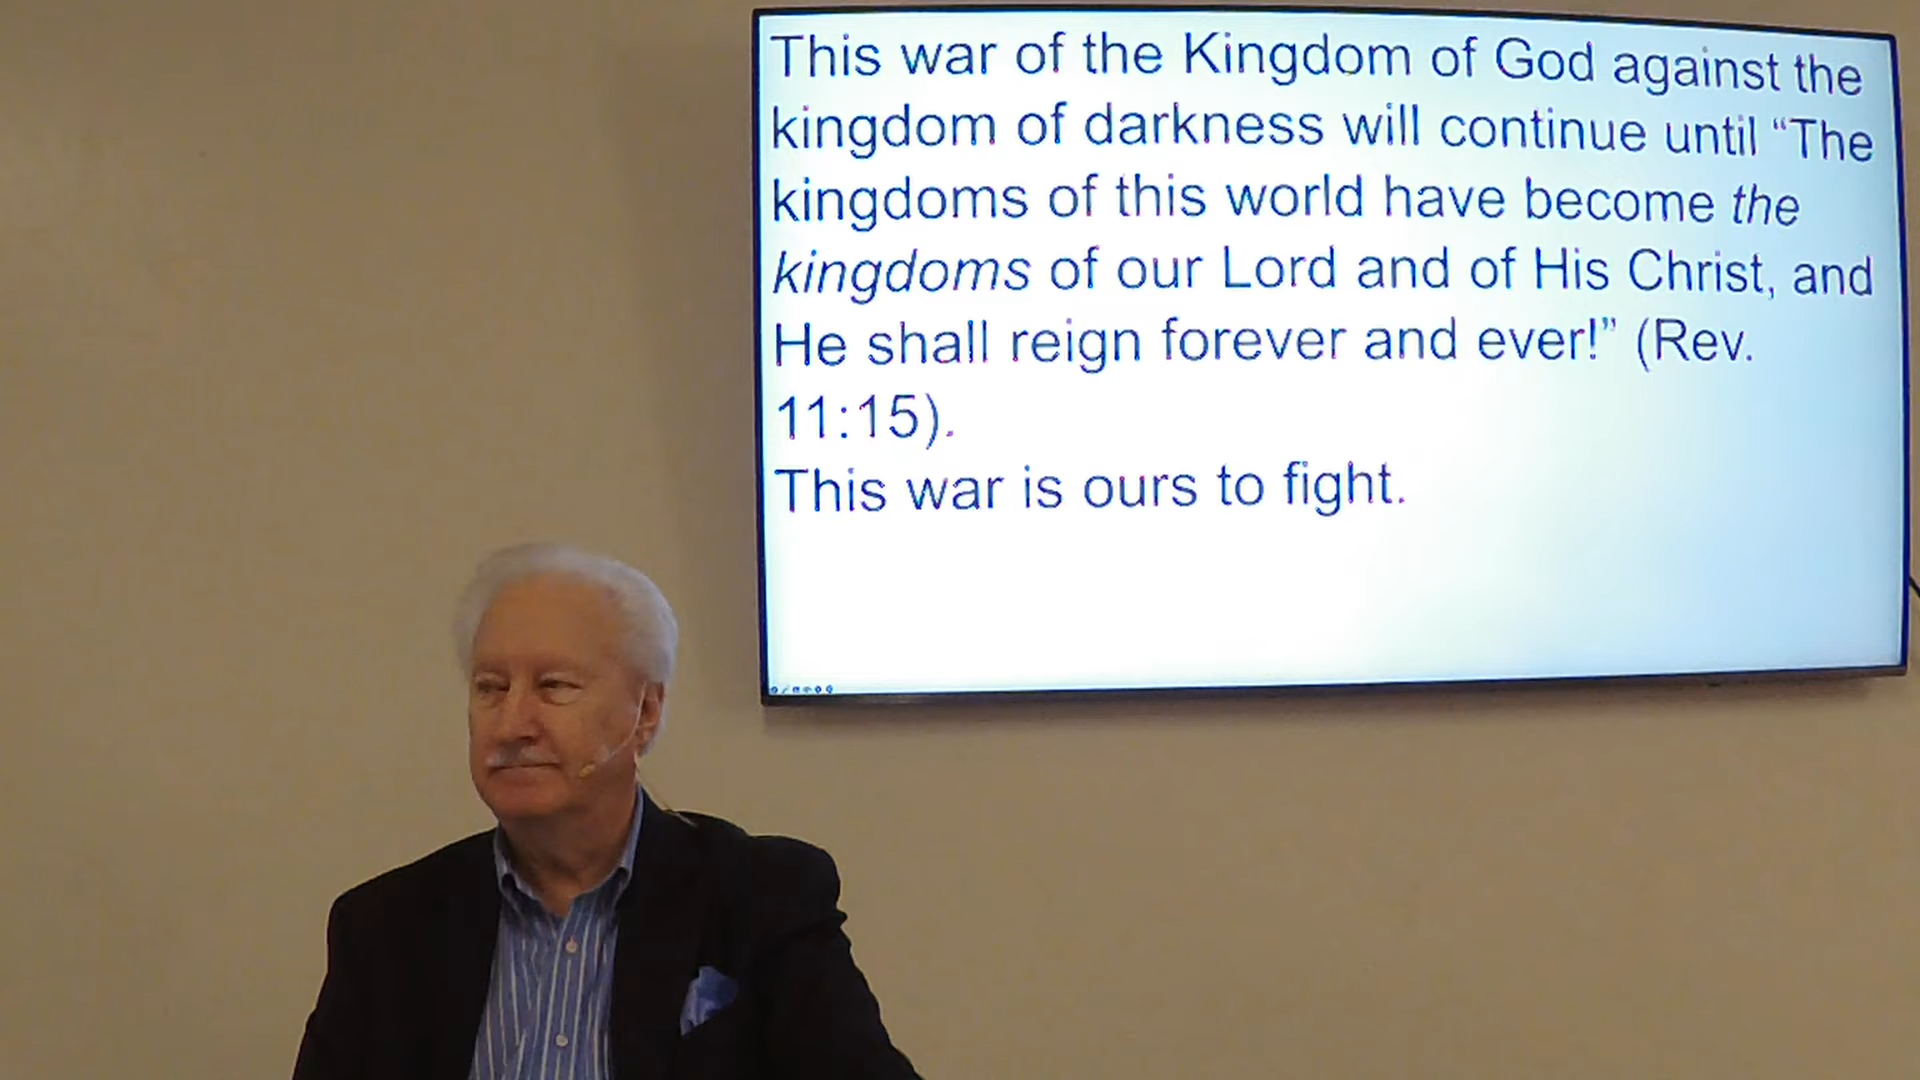 This war of the Kingdom of God against the
kingdom of darkness will continue until “The
kingdoms of this world have become the
kingdoms of our Lord and of His Christ, and
He shall reign forever and ever!” (Rev.
11:15).
This war is ours to fight.